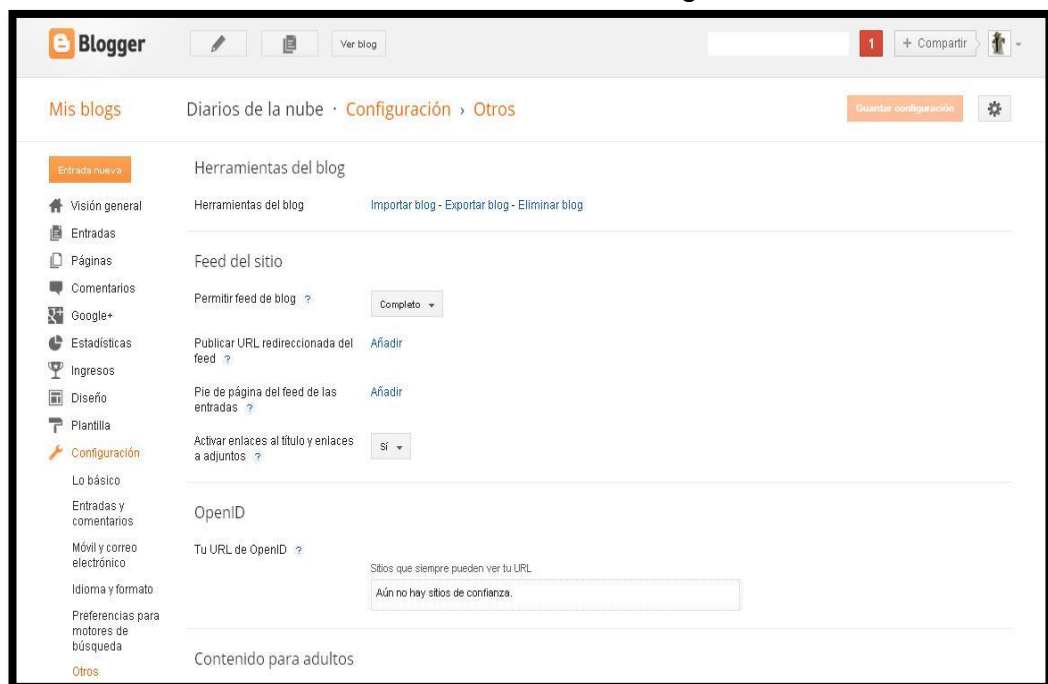 Blogger
Ver blog
1
+ Compartir
Mis blogs
Diarios de la nube · Configuración › Otros
Guardar configuración
Entrada nueva
Visión general
Entradas
Páginas
Comentarios
Google+
Estadísticas
Ingresos
Diseño
Plantilla
Configuración
Lo básico
Entradas y
comentarios
Móvil y correo
electrónico
Idioma y formato
Preferencias para
motores de
búsqueda
Otros
Herramientas del blog
Herramientas del blog
Importar blog - Exportar blog - Eliminar blog
Feed del sitio
Permitir feed de blog ?
Completo
Publicar URL redireccionada del
feed ?
Añadir
Pie de página del feed de las
entradas ?
Añadir
Activar enlaces al título y enlaces
a adjuntos ?
Sí
OpenID
Tu URL de OpenID ?
Sitios que siempre pueden ver tu URL
Aún no hay sitios de confianza.
Contenido para adultos